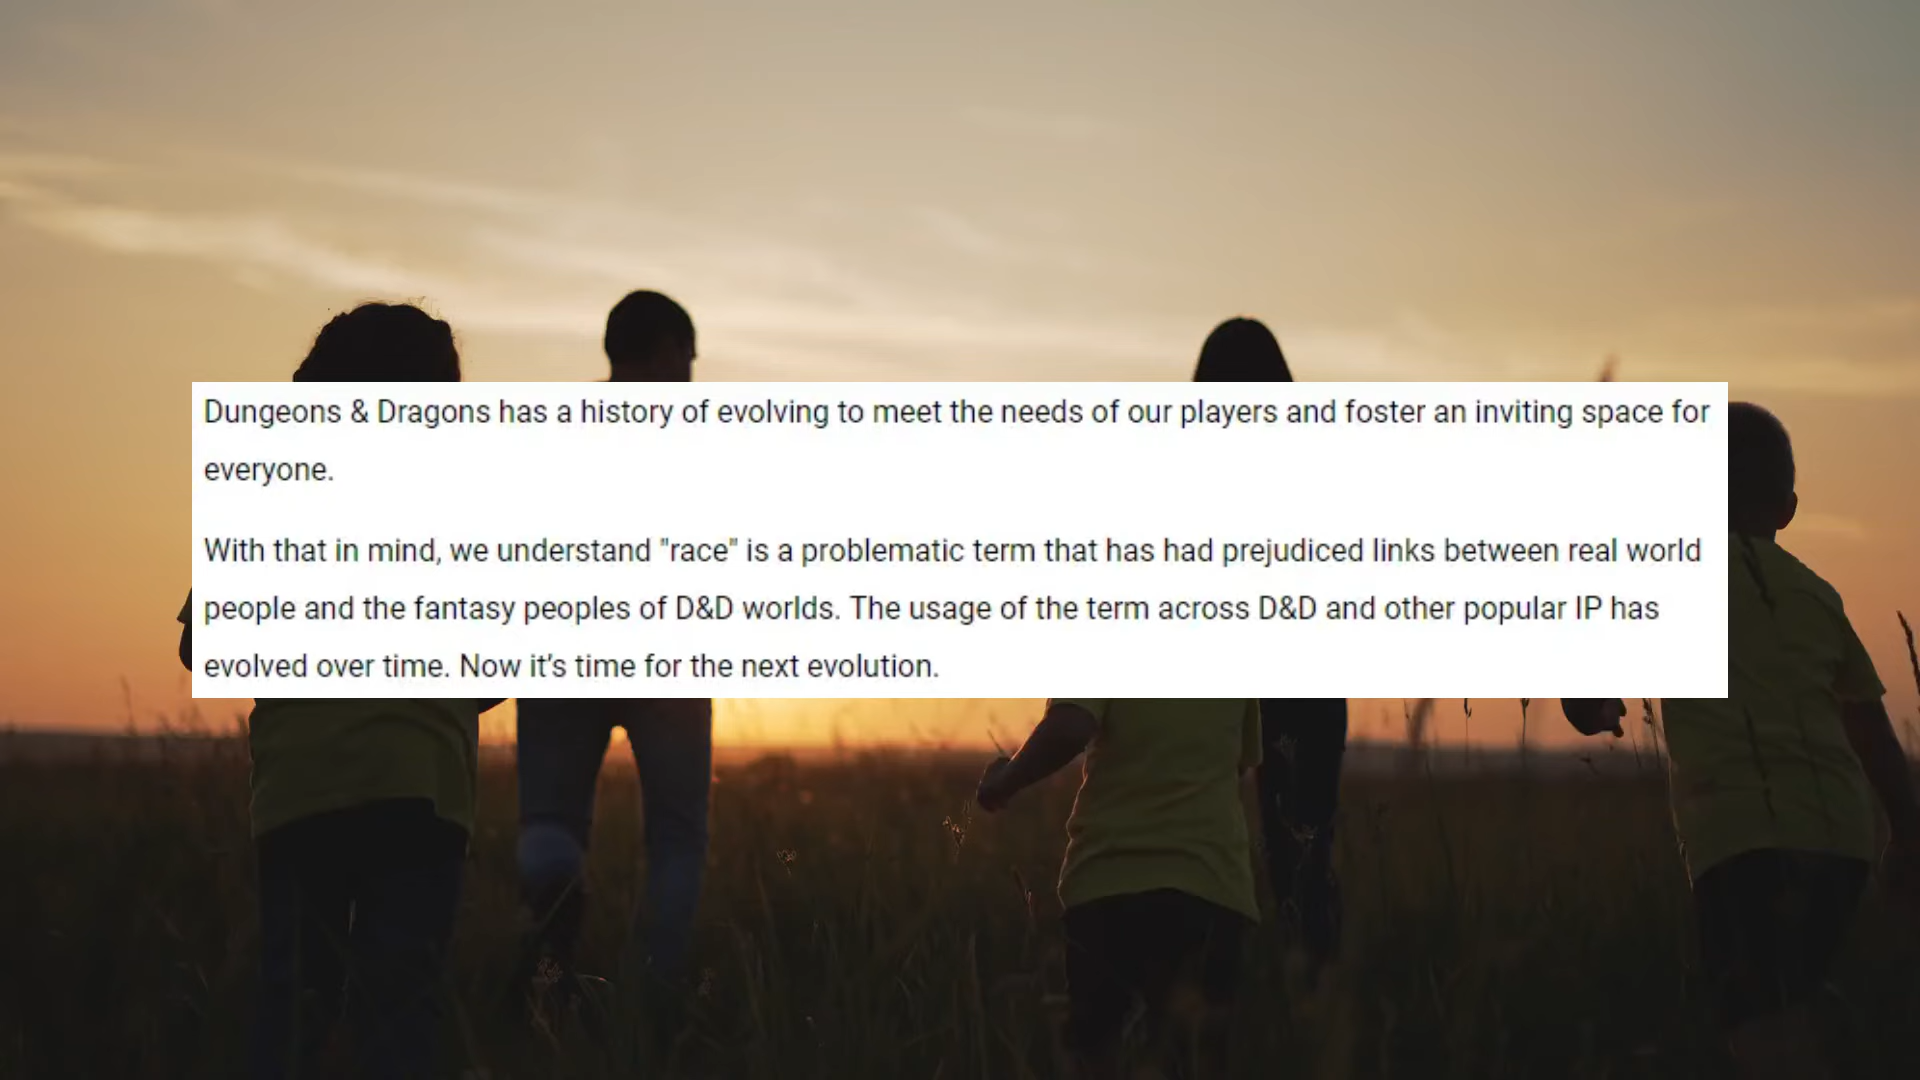 Dungeons & Dragons has a history of evolving to meet the needs of our players and foster an inviting space for
everyone.
With that in mind, we understand "race" is a problematic term that has had prejudiced links between real world
people and the fantasy peoples of D&D worlds. The usage of the term across D&D and other popular IP has
evolved over time. Now it’s time for the next evolution.